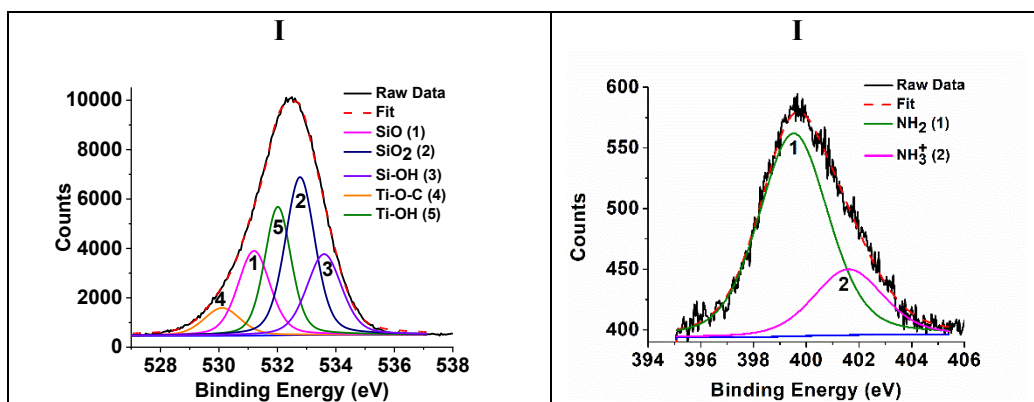 I
Raw Data
Fit
SiO (1)
SiO2 (2)
Si-OH (3)
Ti-O-C (4)
Ti-OH (5)
10000
8000
6000
4000
2000
0
Counts
1
2
3
4
5
528 530 532 534 536 538
Binding Energy (eV)
I
Raw Data
Fit
NH2 (1)
NH3+ (2)
600
550
500
450
400
Counts
1
2
394 396 398 400 402 404 406
Binding Energy (eV)